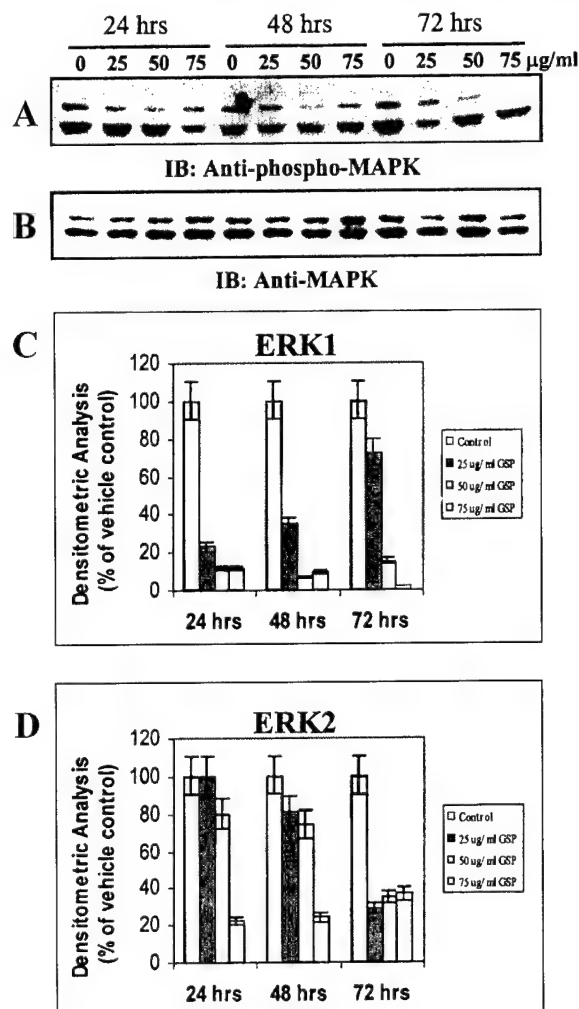 24 hrs 48 hrs 72 hrs
0 25 50 75 0 25 50 75 0 25 50 75 µg/ml
A
IB: Anti-phospho-MAPK
B
IB: Anti-MAPK
C
ERK1
Densitometric Analysis
(% of vehicle control)
120
100
80
60
40
20
0
24 hrs 48 hrs 72 hrs
Control
25 ug/ml GSP
50 ug/ml GSP
75 ug/ml GSP
D
ERK2
Densitometric Analysis
(% of vehicle control)
120
100
80
60
40
20
0
24 hrs 48 hrs 72 hrs
Control
25 ug/ml GSP
50 ug/ml GSP
75 ug/ml GSP